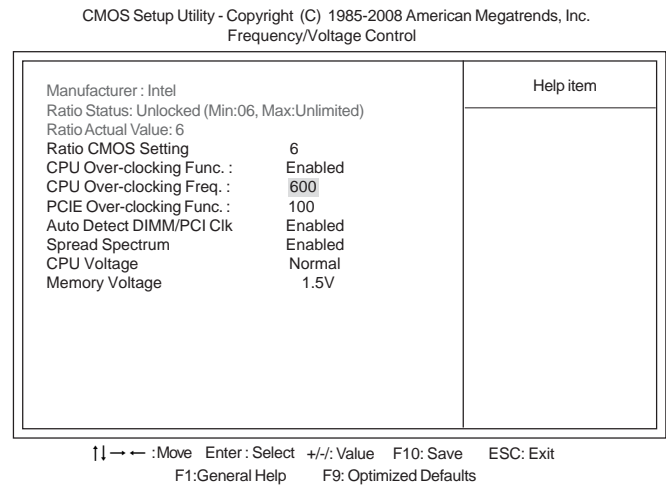 CMOS Setup Utility - Copyright (C) 1985-2008 American Megatrends, Inc.
Frequency/Voltage Control
Manufacturer : Intel
Ratio Status: Unlocked (Min:06, Max:Unlimited)
Ratio Actual Value: 6
Ratio CMOS Setting 6
CPU Over-clocking Func. : Enabled
CPU Over-clocking Freq. : 600
PCIE Over-clocking Func. : 100
Auto Detect DIMM/PCI Clk Enabled
Spread Spectrum Enabled
CPU Voltage Normal
Memory Voltage 1.5V
Help item
↑↓→← :Move Enter : Select +/-/: Value F10: Save ESC: Exit
F1:General Help F9: Optimized Defaults